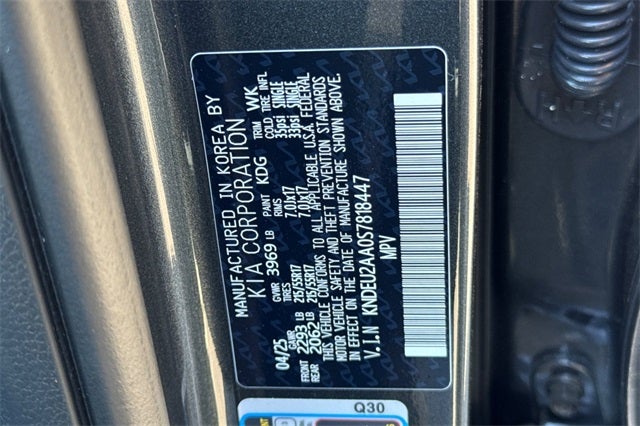 MANUFACTURED IN KOREA BY
KIA CORPORATION
04/25 GVWR 3969 LB PAINT KDG TRIM WK
GAWR TIRES RIMS COLD TIRE INFL
FRONT 2293 LB 215/55R17 7.0Jx17 33psi SINGLE
REAR 2062 LB 215/55R17 7.0Jx17 33psi SINGLE
THIS VEHICLE CONFORMS TO ALL APPLICABLE U.S.A. FEDERAL
MOTOR VEHICLE SAFETY AND THEFT PREVENTION STANDARDS
IN EFFECT ON THE DATE OF MANUFACTURE SHOWN ABOVE.
V.I.N KNDEU2AA0S7818447
MPV
Q30